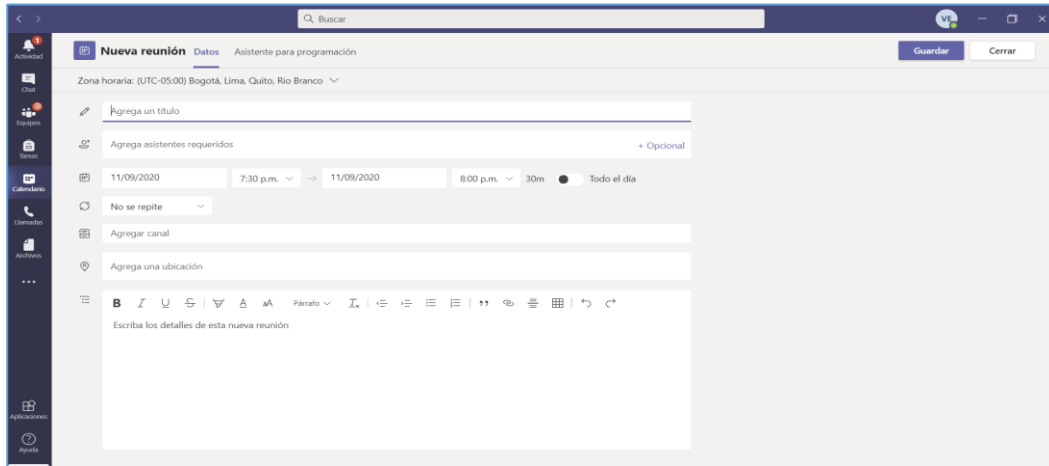 Buscar
VE
Actividad
1
Chat
Equipos
Tareas
Calendario
Llamadas
Archivos
Aplicaciones
Ayuda
Nueva reunión Datos Asistente para programación
Guardar Cerrar
Zona horaria: (UTC-05:00) Bogotá, Lima, Quito, Rio Branco
Agrega un título
Agrega asistentes requeridos + Opcional
11/09/2020 7:30 p.m. → 11/09/2020 8:00 p.m. 30m Todo el día
No se repite
Agregar canal
Agrega una ubicación
B I U S A AA Párrafo
Escriba los detalles de esta nueva reunión